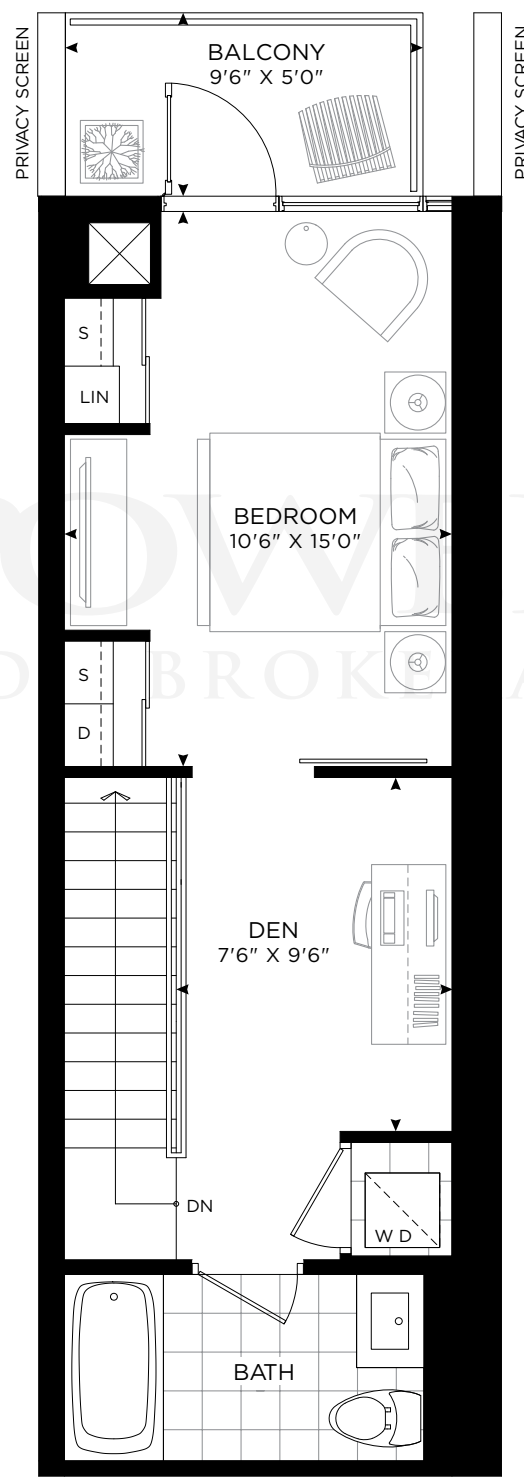 PRIVACY SCREEN
PRIVACY SCREEN
BALCONY
9'6" X 5'0"
S
LIN
BEDROOM
10'6" X 15'0"
S
D
DEN
7'6" X 9'6"
DN
W D
BATH